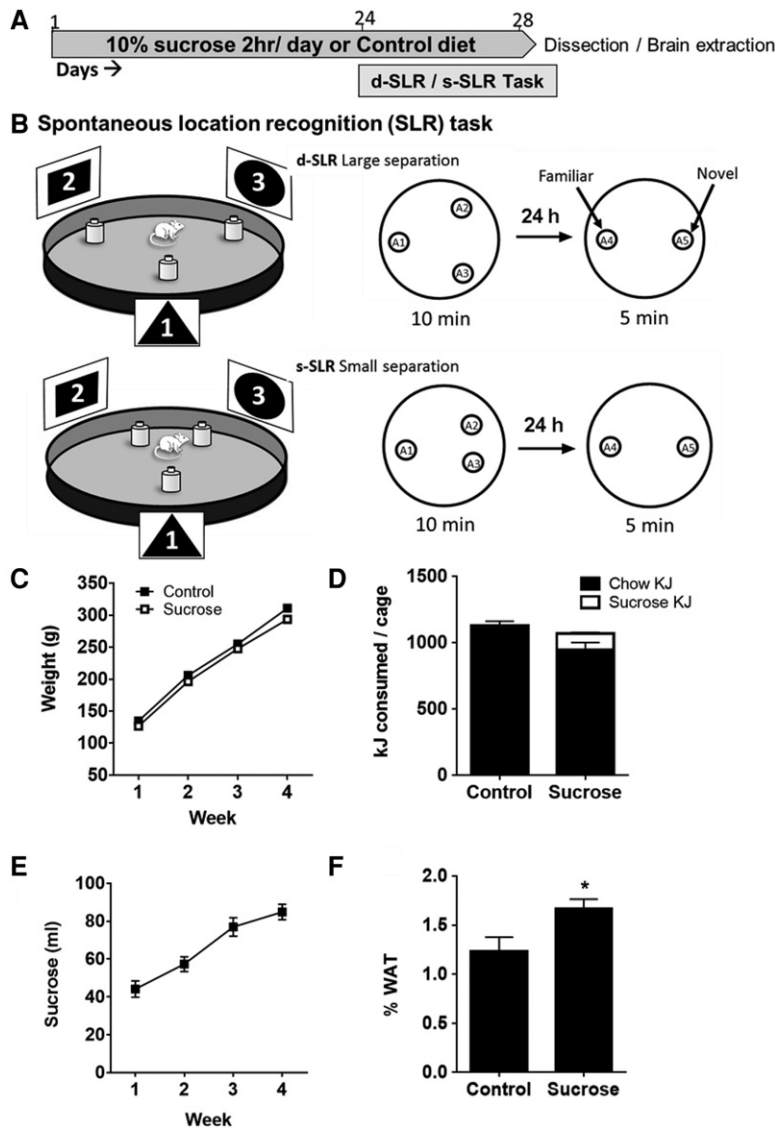 A
1
24
28
10% sucrose 2hr/ day or Control diet
Dissection / Brain extraction
Days →
d-SLR / s-SLR Task
B Spontaneous location recognition (SLR) task
d-SLR Large separation
2
3
1
A1
A2
A3
10 min
24 h
Familiar
Novel
A4
A5
5 min
s-SLR Small separation
2
3
1
A1
A2
A3
10 min
24 h
A4
A5
5 min
C
Control
Sucrose
Weight (g)
350
300
250
200
150
100
50
1 2 3 4
Week
D
Chow KJ
Sucrose KJ
kJ consumed / cage
1500
1000
500
0
Control Sucrose
E
Sucrose (ml)
100
80
60
40
20
0
1 2 3 4
Week
F
*
% WAT
2.0
1.5
1.0
0.5
0.0
Control Sucrose